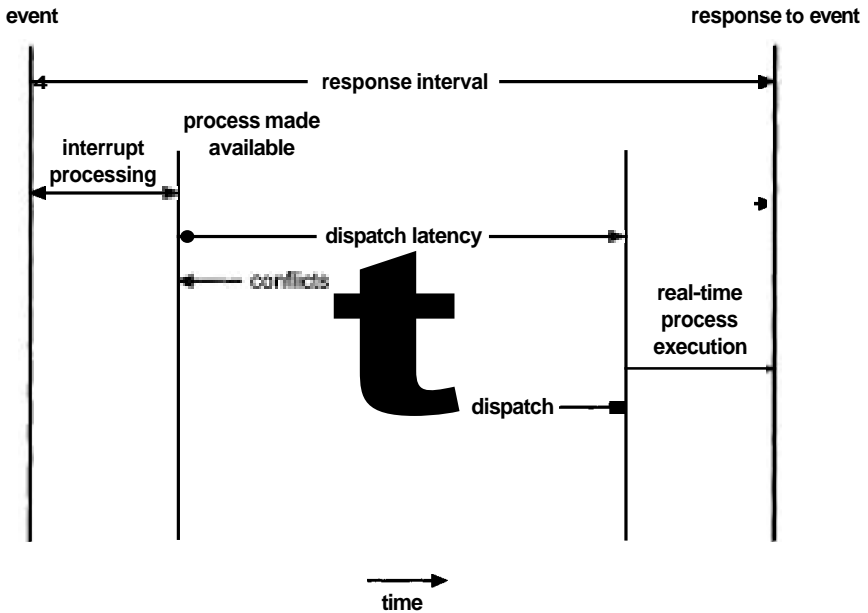 event
response to event
response interval
process made
available
interrupt
processing
dispatch latency
conflicts
t
real-time
process
execution
dispatch
time